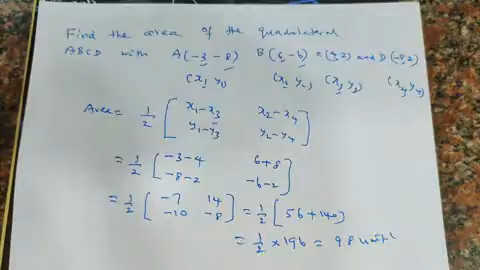 Find the area of the quadrilateral
ABCD with A(-3 -8) B(6, -6) C(4, 2) and D(-8, 2)
(x₁ y₁) (x₂ y₂) (x₃ y₃) (x₄ y₄)
Area = 1/2 [ x₁-x₃ x₂-x₄
y₁-y₃ y₂-y₄ ]
= 1/2 [ -3-4 6+8
-8-2 -6-2 ]
= 1/2 [ -7 14
-10 -8 ] = 1/2 [56+140]
= 1/2 × 196 = 98 unit²